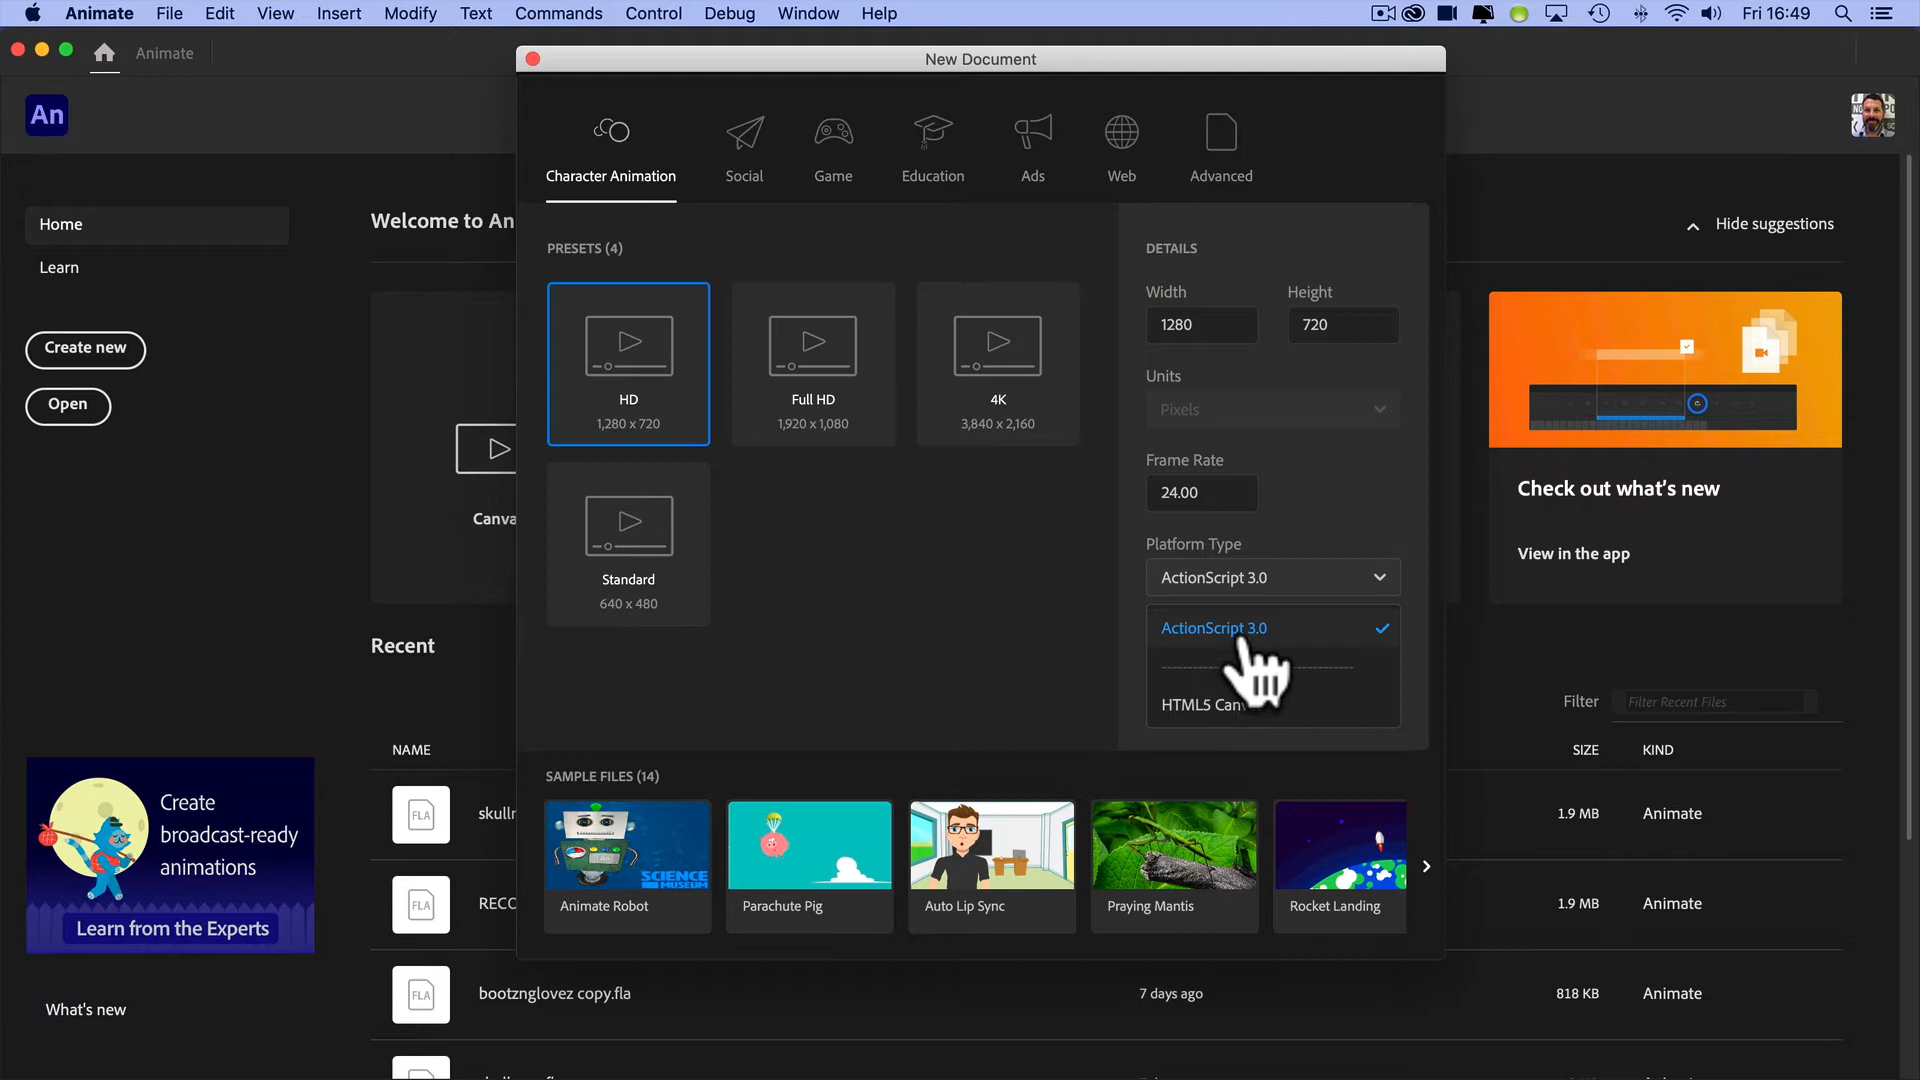 Animate File Edit View Insert Modify Text Commands Control Debug Window Help Fri 16:49
Animate
New Document
An
Character Animation Social Game Education Ads Web Advanced
Home
Learn
Create new
Open
Welcome to An
Hide suggestions
PRESETS (4)
HD
1,280 x 720
Full HD
1,920 x 1,080
4K
3,840 x 2,160
Standard
640 x 480
DETAILS
Width Height
1280 720
Units
Pixels
Frame Rate
24.00
Platform Type
ActionScript 3.0
ActionScript 3.0
HTML5 Canv
Canva
Check out what's new
View in the app
Recent
Filter Filter Recent Files
NAME SIZE KIND
FLA skullr 1.9 MB Animate
FLA RECO 1.9 MB Animate
FLA bootznglovez copy.fla 7 days ago 818 KB Animate
SAMPLE FILES (14)
An SCIENCE
MUSEUM
Animate Robot
Parachute Pig
Auto Lip Sync
Praying Mantis
Rocket Landing
Create
broadcast-ready
animations
Learn from the Experts
What's new